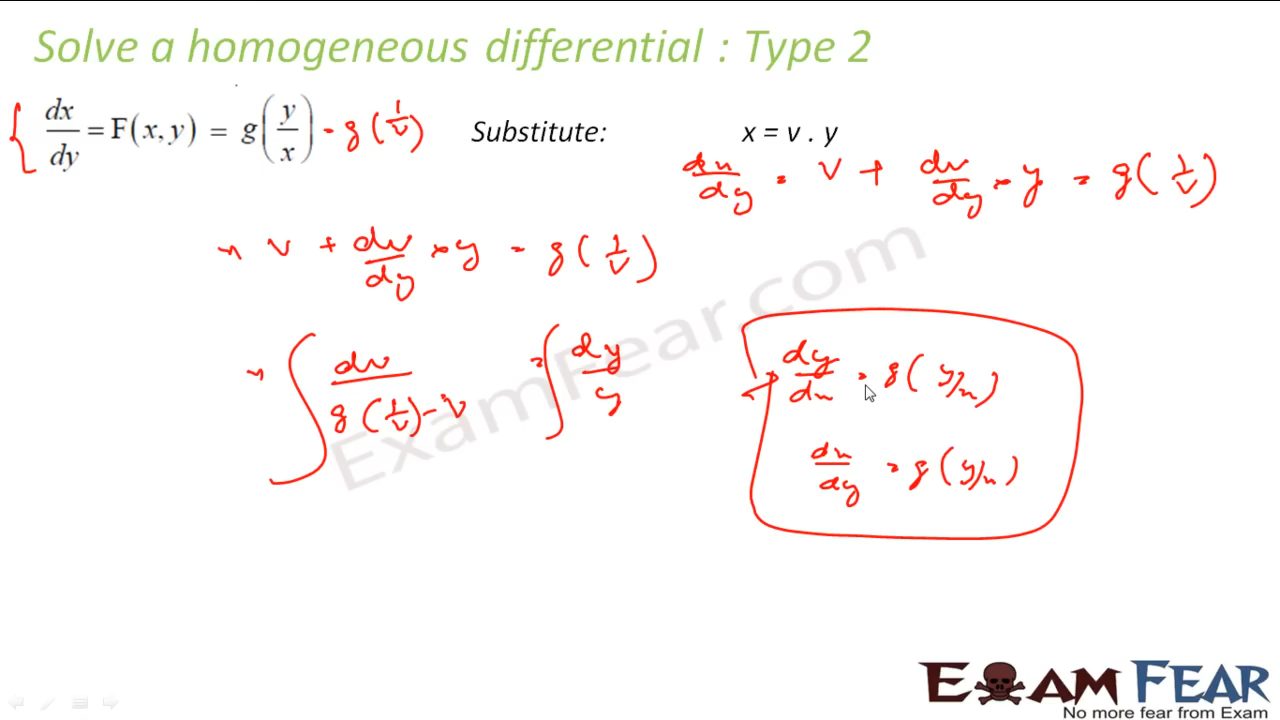 Solve a homogeneous differential : Type 2
dx/dy = F(x, y) = g(y/x) = g(1/v) Substitute: x = v . y
dx/dy = v + dv/dy × y = g(1/v)
⇒ v + dv/dy × y = g(1/v)
⇒ ∫ dv / (g(1/v) - v) = ∫ dy/y
→ dy/dx = g(y/x)
dx/dy = g(y/x)
ExamFear.com
EXAM FEAR
No more fear from Exam